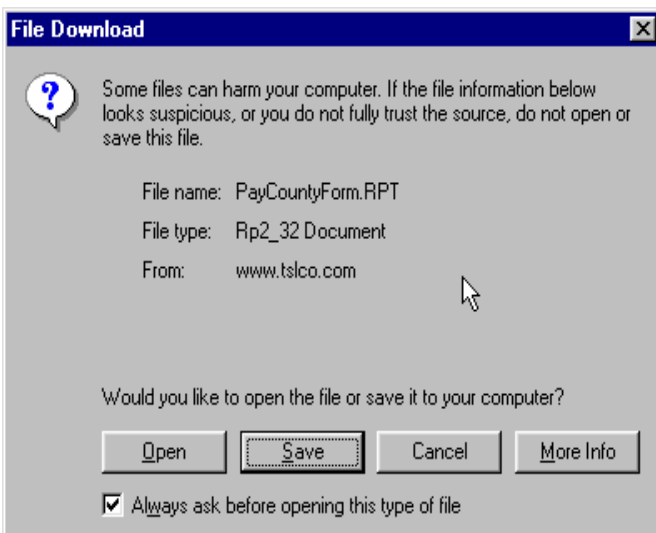 File Download
Some files can harm your computer. If the file information below
looks suspicious, or you do not fully trust the source, do not open or
save this file.
File name: PayCountyForm.RPT
File type: Rp2_32 Document
From: www.tslco.com
Would you like to open the file or save it to your computer?
Open Save Cancel More Info
Always ask before opening this type of file